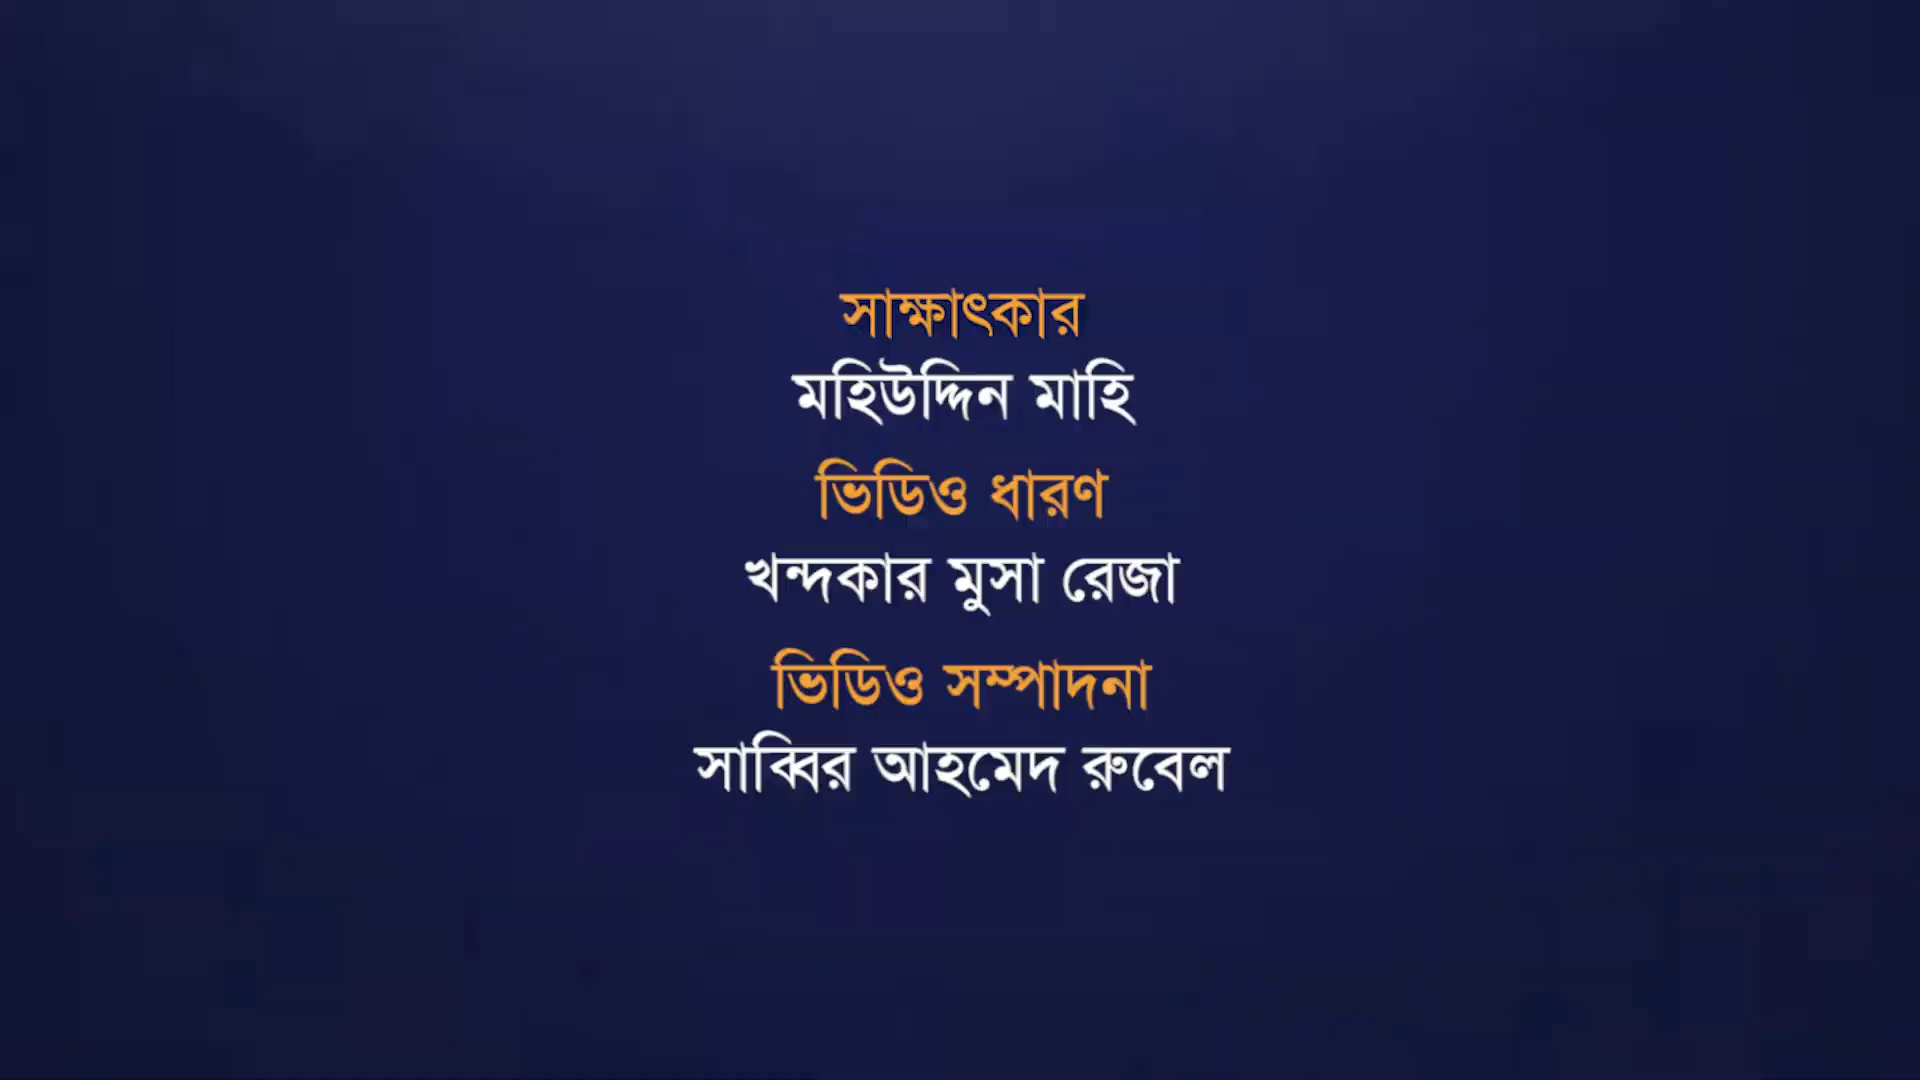 সাক্ষাৎকার
মহিউদ্দিন মাহি
ভিডিও ধারণ
খন্দকার মুসা রেজা
ভিডিও সম্পাদনা
সাব্বির আহমেদ রুবেল